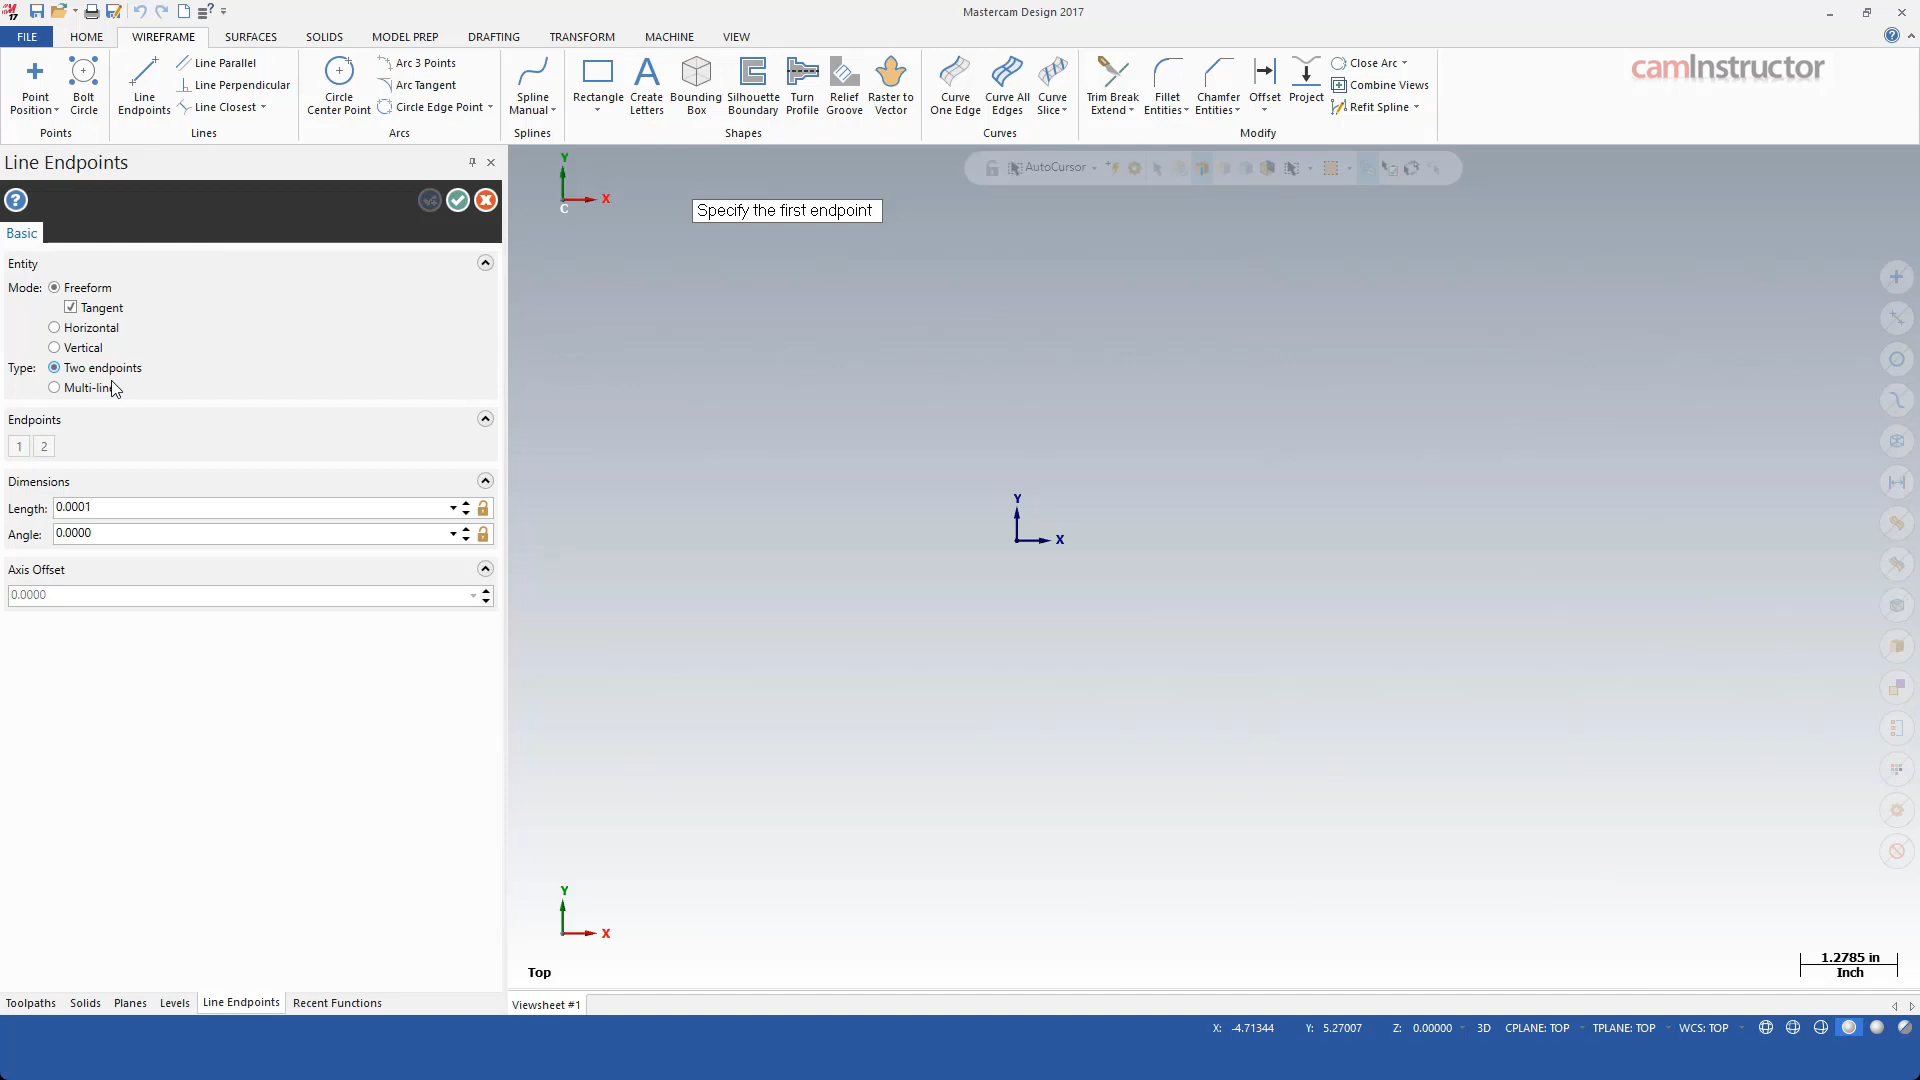 Mastercam Design 2017
FILE HOME WIREFRAME SURFACES SOLIDS MODEL PREP DRAFTING TRANSFORM MACHINE VIEW
Point Position
Bolt Circle
Points
Line Endpoints
Line Parallel
Line Perpendicular
Line Closest
Lines
Circle Center Point
Arc 3 Points
Arc Tangent
Circle Edge Point
Arcs
Spline Manual
Splines
Rectangle
Create Letters
Bounding Box
Silhouette Boundary
Turn Profile
Relief Groove
Raster to Vector
Shapes
Curve One Edge
Curve All Edges
Curve Slice
Curves
Trim Break Extend
Fillet Entities
Chamfer Entities
Offset
Project
Close Arc
Combine Views
Refit Spline
Modify
camInstructor
Line Endpoints
Basic
Entity
Mode: Freeform
Tangent
Horizontal
Vertical
Type: Two endpoints
Endpoints
1 2
Dimensions
Length: 0.0001
Angle: 0.0000
Axis Offset
0.0000
AutoCursor
Specify the first endpoint
Y
X
C
Y
X
Y
X
Top
1.2785 in
Inch
Toolpaths Solids Planes Levels Line Endpoints Recent Functions
Viewsheet #1
X: -4.71344 Y: 5.27007 Z: 0.00000 3D CPLANE: TOP TPLANE: TOP WCS: TOP